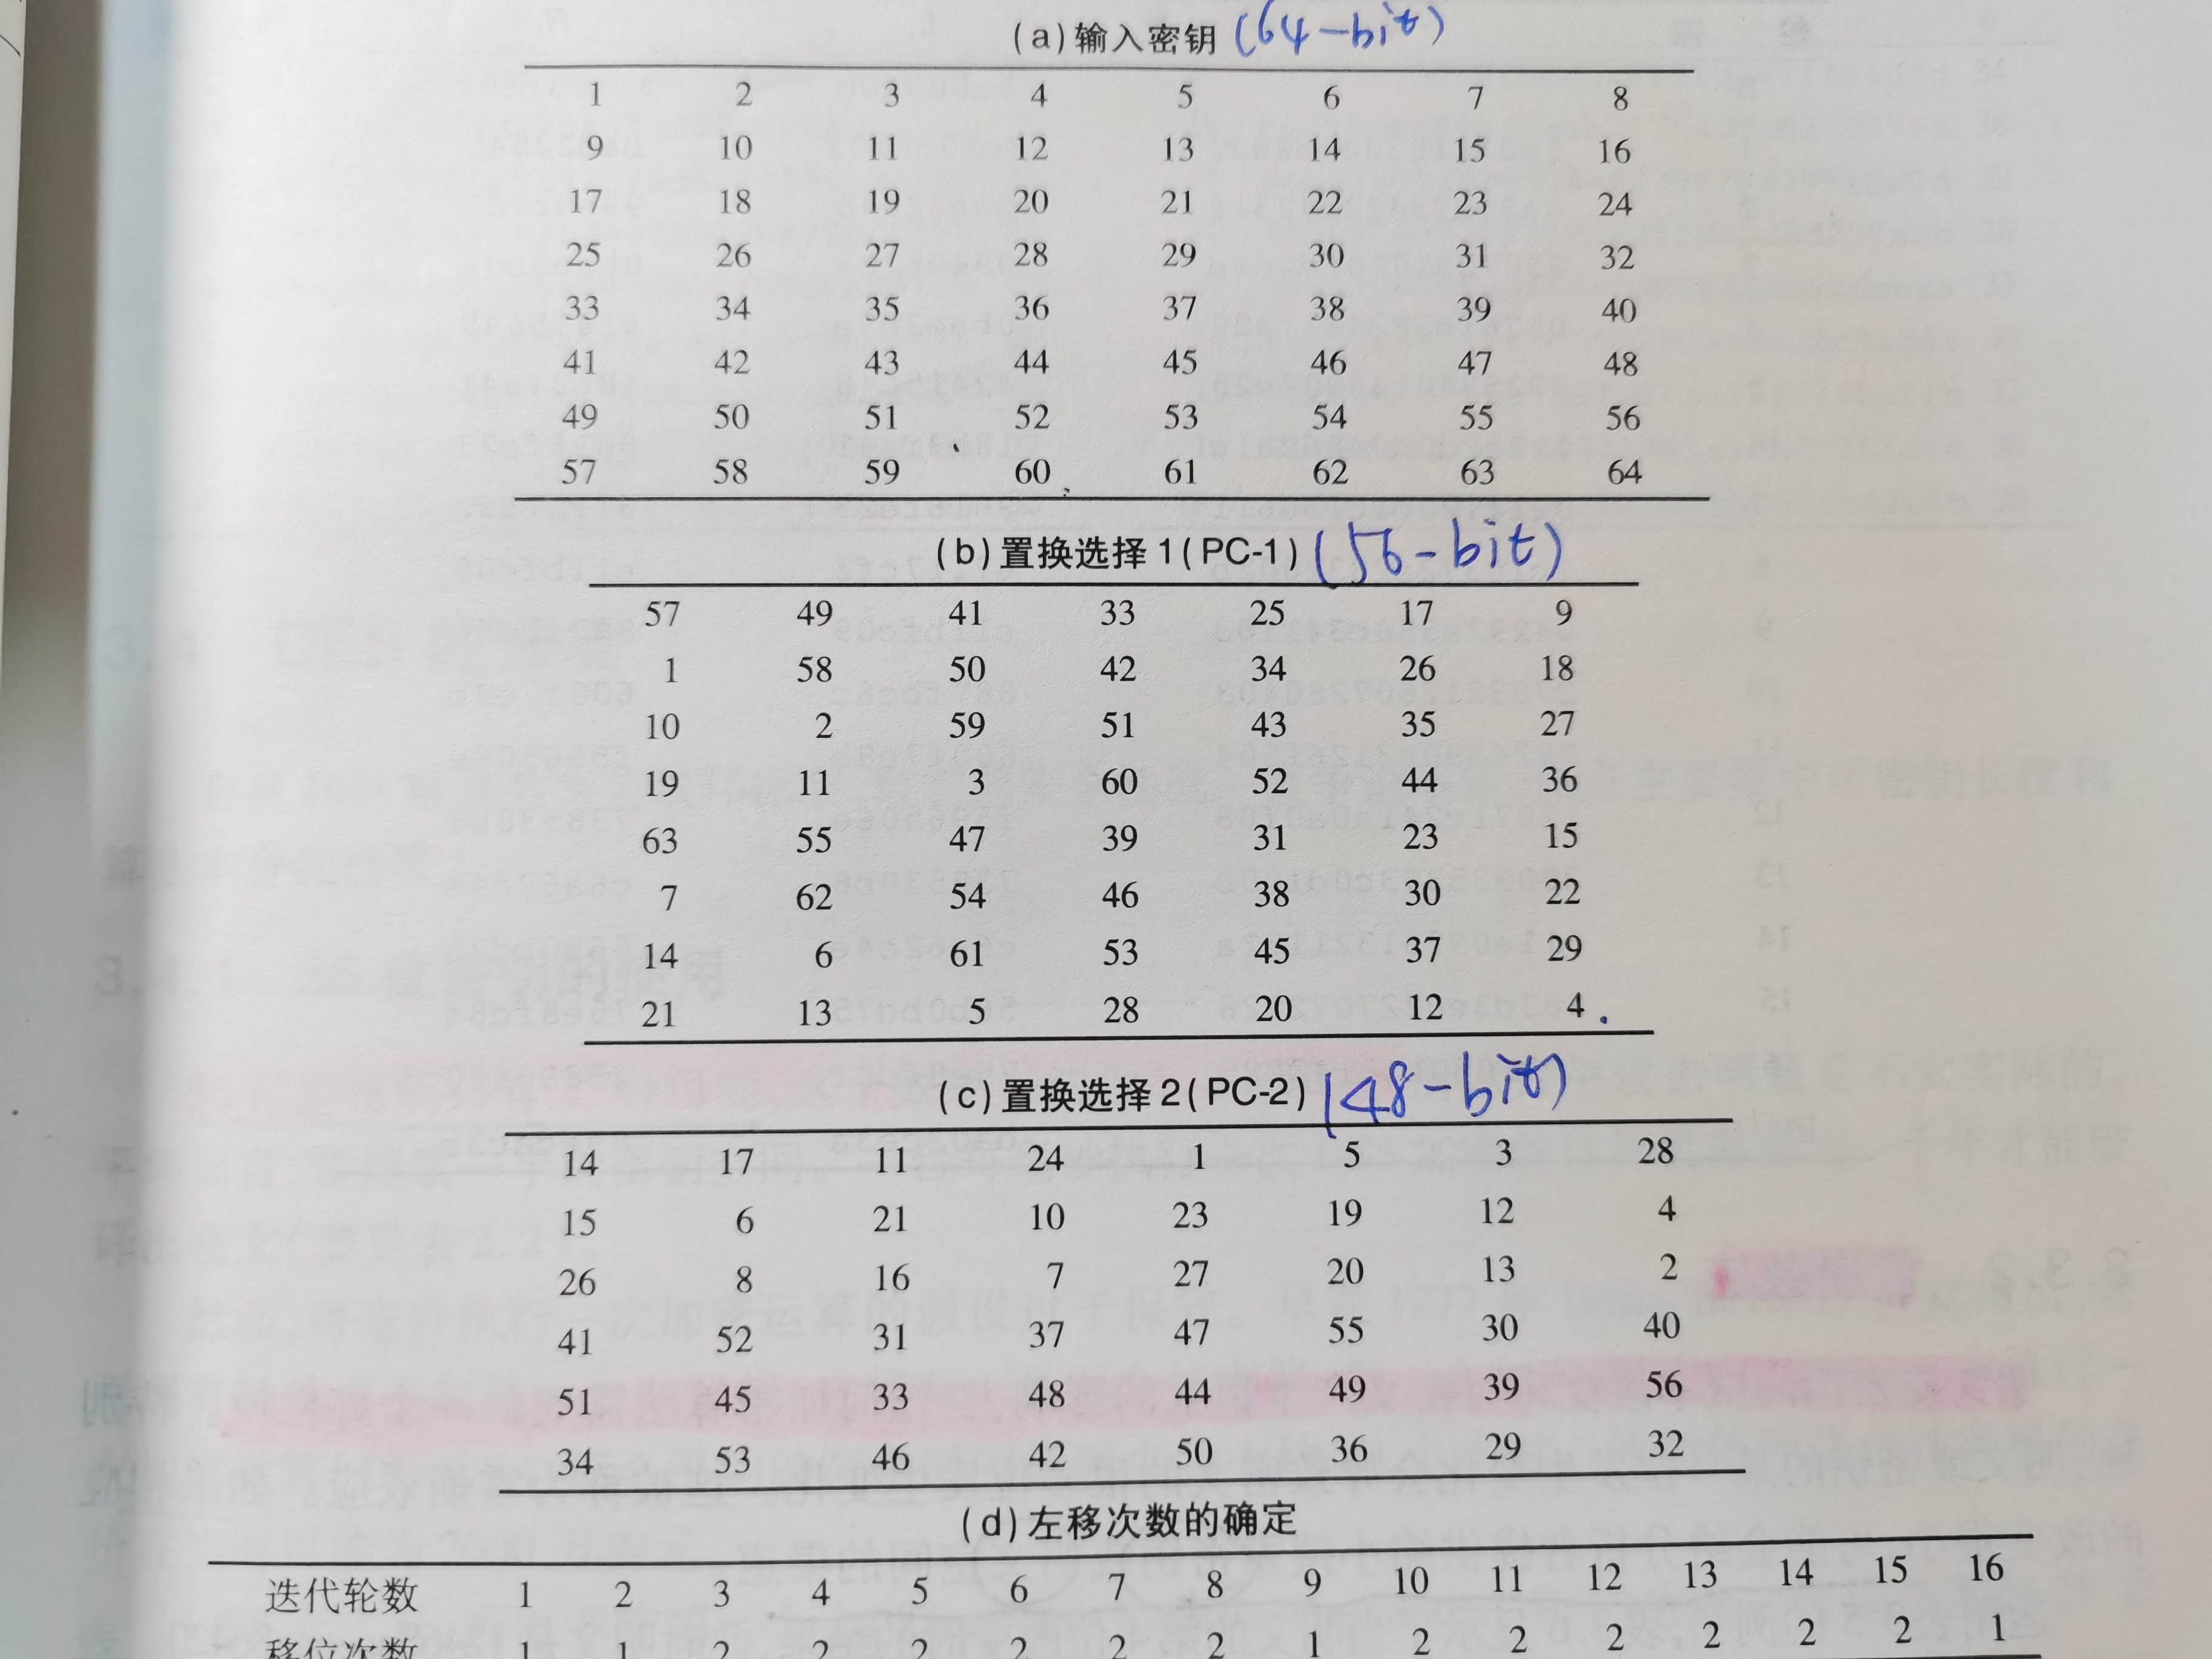 (a)输入密钥 (64-bit)
1 2 3 4 5 6 7 8
9 10 11 12 13 14 15 16
17 18 19 20 21 22 23 24
25 26 27 28 29 30 31 32
33 34 35 36 37 38 39 40
41 42 43 44 45 46 47 48
49 50 51 52 53 54 55 56
57 58 59 60 61 62 63 64
(b)置换选择1(PC-1) (56-bit)
57 49 41 33 25 17 9
1 58 50 42 34 26 18
10 2 59 51 43 35 27
19 11 3 60 52 44 36
63 55 47 39 31 23 15
7 62 54 46 38 30 22
14 6 61 53 45 37 29
21 13 5 28 20 12 4
(c)置换选择2(PC-2) (48-bit)
14 17 11 24 1 5 3 28
15 6 21 10 23 19 12 4
26 8 16 7 27 20 13 2
41 52 31 37 47 55 30 40
51 45 33 48 44 49 39 56
34 53 46 42 50 36 29 32
(d)左移次数的确定
迭代轮数 1 2 3 4 5 6 7 8 9 10 11 12 13 14 15 16
移位次数 1 1 2 2 2 2 2 2 1 2 2 2 2 2 2 1